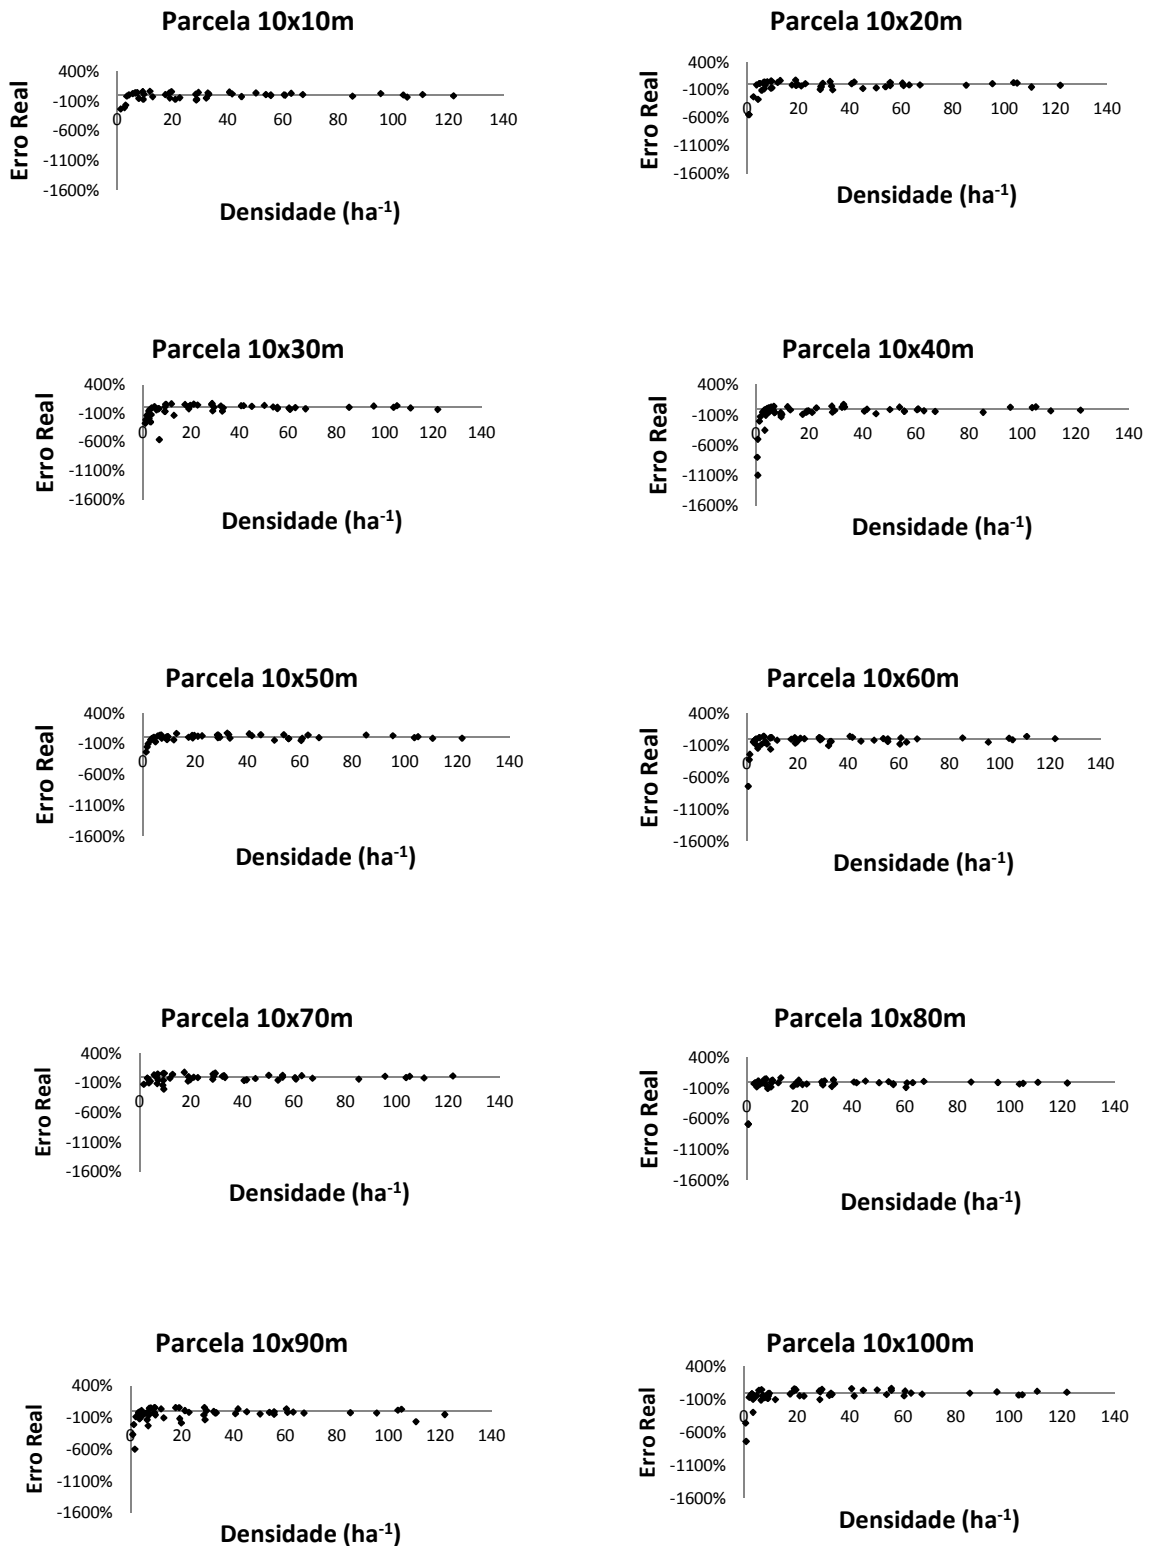 Parcela 10x10m
400%
-100%
-600%
-1100%
-1600%
0 20 40 60 80 100 120 140
Erro Real
Densidade (ha-1)
Parcela 10x20m
400%
-100%
-600%
-1100%
-1600%
0 20 40 60 80 100 120 140
Erro Real
Densidade (ha-1)
Parcela 10x30m
400%
-100%
-600%
-1100%
-1600%
0 20 40 60 80 100 120 140
Erro Real
Densidade (ha-1)
Parcela 10x40m
400%
-100%
-600%
-1100%
-1600%
0 20 40 60 80 100 120 140
Erro Real
Densidade (ha-1)
Parcela 10x50m
400%
-100%
-600%
-1100%
-1600%
0 20 40 60 80 100 120 140
Erro Real
Densidade (ha-1)
Parcela 10x60m
400%
-100%
-600%
-1100%
-1600%
0 20 40 60 80 100 120 140
Erro Real
Densidade (ha-1)
Parcela 10x70m
400%
-100%
-600%
-1100%
-1600%
0 20 40 60 80 100 120 140
Erro Real
Densidade (ha-1)
Parcela 10x80m
400%
-100%
-600%
-1100%
-1600%
0 20 40 60 80 100 120 140
Erro Real
Densidade (ha-1)
Parcela 10x90m
400%
-100%
-600%
-1100%
-1600%
0 20 40 60 80 100 120 140
Erro Real
Densidade (ha-1)
Parcela 10x100m
400%
-100%
-600%
-1100%
-1600%
0 20 40 60 80 100 120 140
Erro Real
Densidade (ha-1)